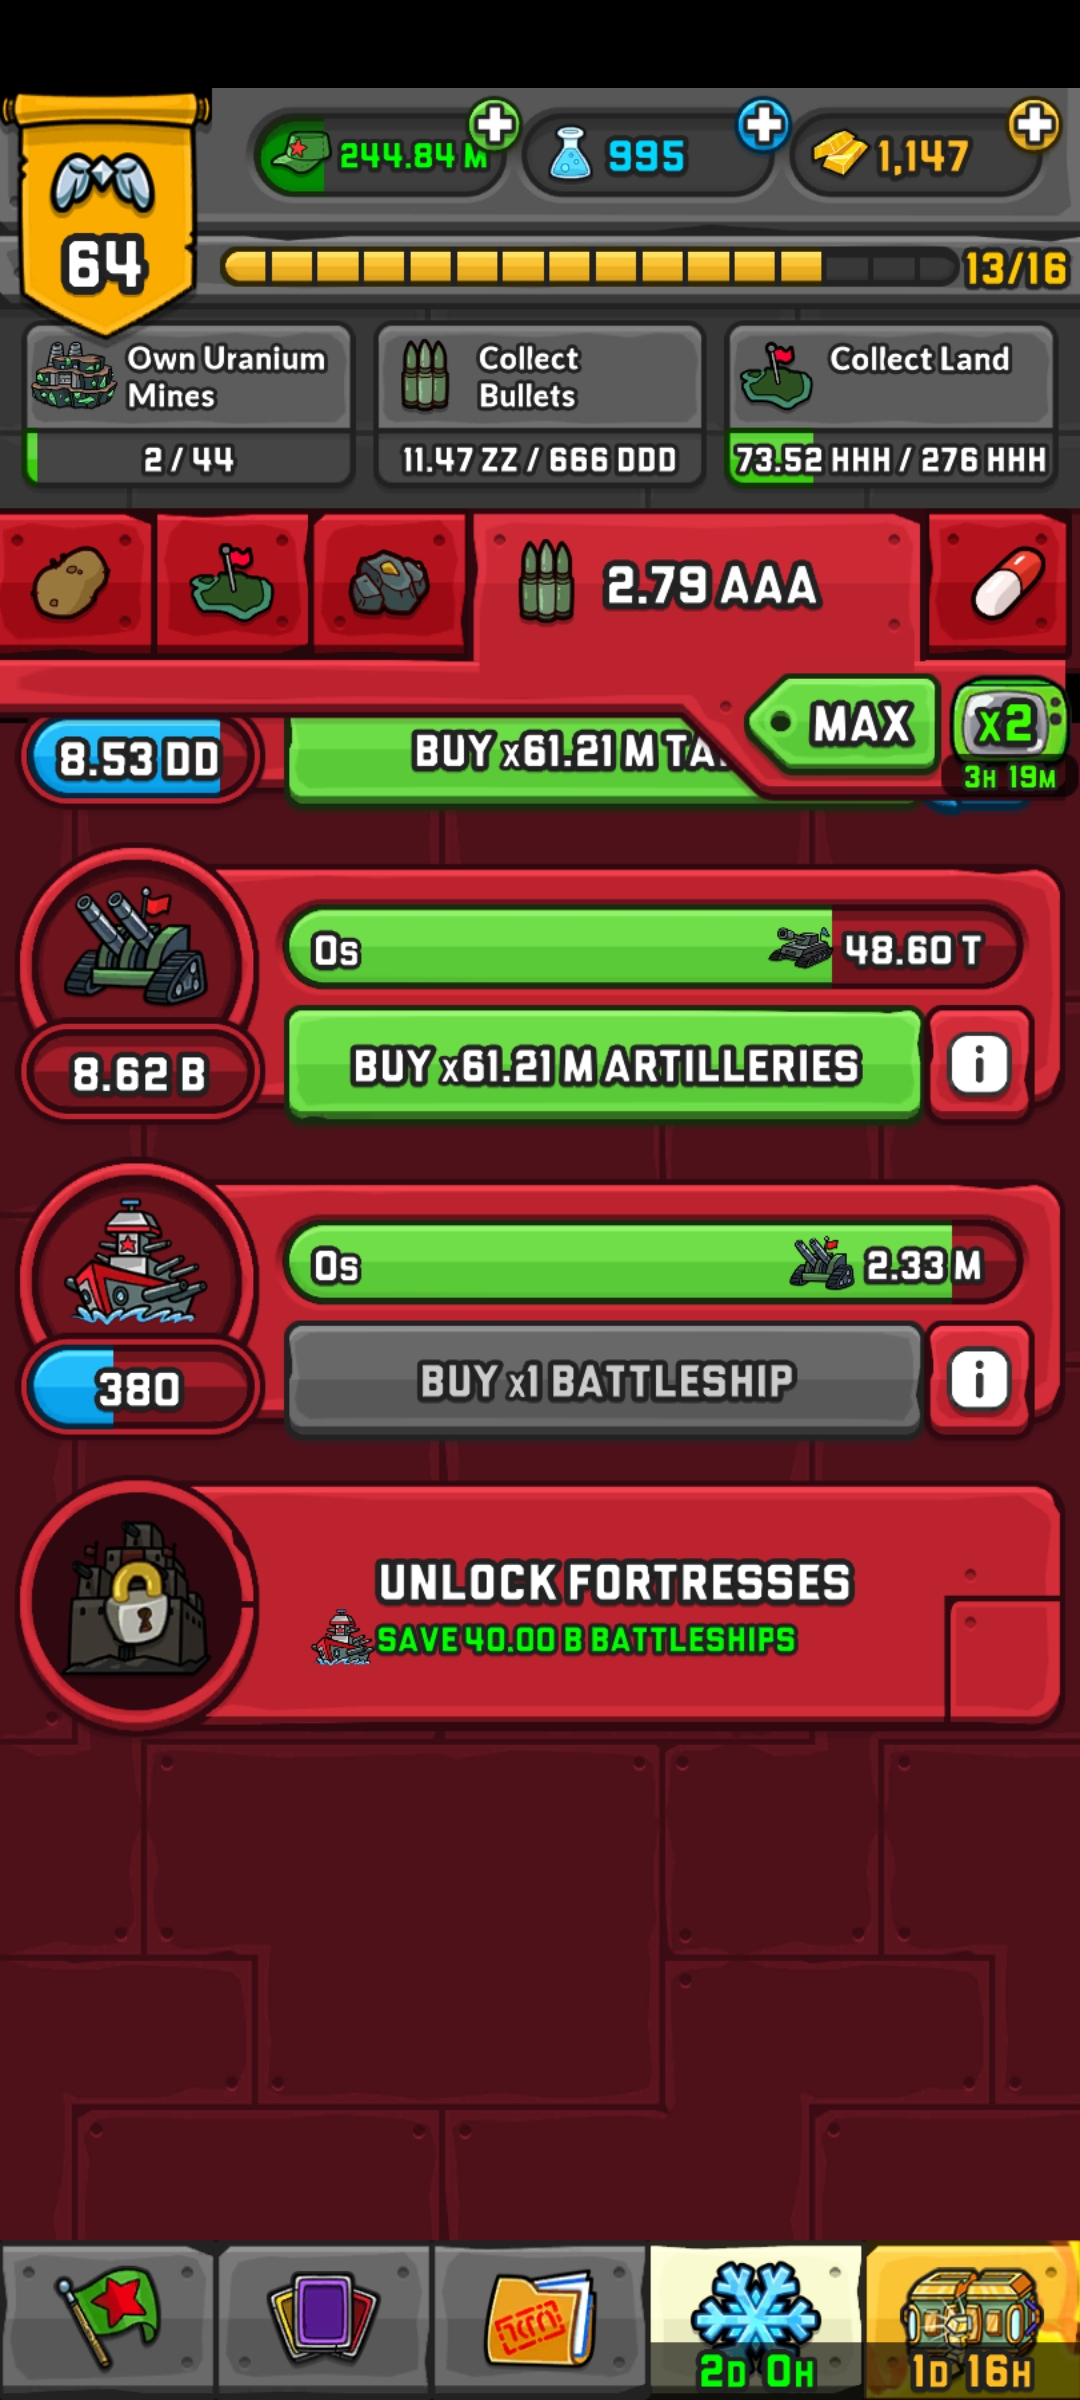 64
244.84 M
995
1,147
13/16
Own Uranium
Mines
2 / 44
Collect
Bullets
11.47 ZZ / 666 DDD
Collect Land
73.52 HHH / 276 HHH
2.79 AAA
MAX
x2
3H 19M
8.53 DD
BUY x61.21 M
0s
48.60 T
8.62 B
BUY x61.21 M ARTILLERIES
i
0s
2.33 M
380
BUY x1 BATTLESHIP
i
UNLOCK FORTRESSES
SAVE 40.00 B BATTLESHIPS
2D 0H
1D 16H